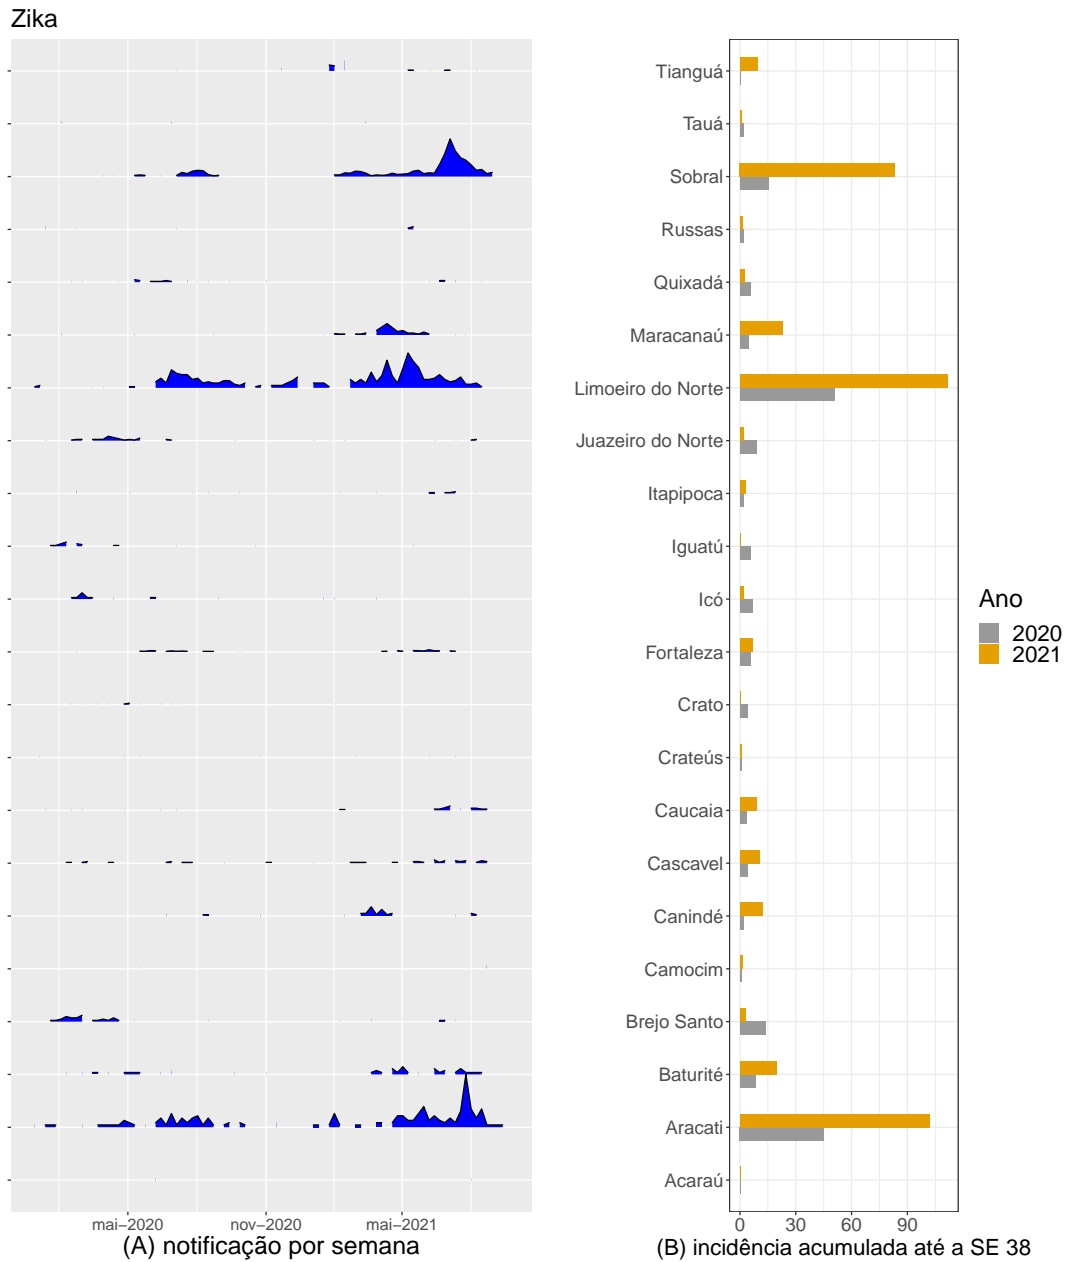 Zika
Tianguá
Tauá
Sobral
Russas
Quixadá
Maracanaú
Limoeiro do Norte
Juazeiro do Norte
Itapipoca
Iguatú
Icó
Fortaleza
Crato
Crateús
Caucaia
Cascavel
Canindé
Camocim
Brejo Santo
Baturité
Aracati
Acaraú
Ano
2020
2021
mai−2020 nov−2020 mai−2021
(A) notificação por semana
0 30 60 90
(B) incidência acumulada até a SE 38